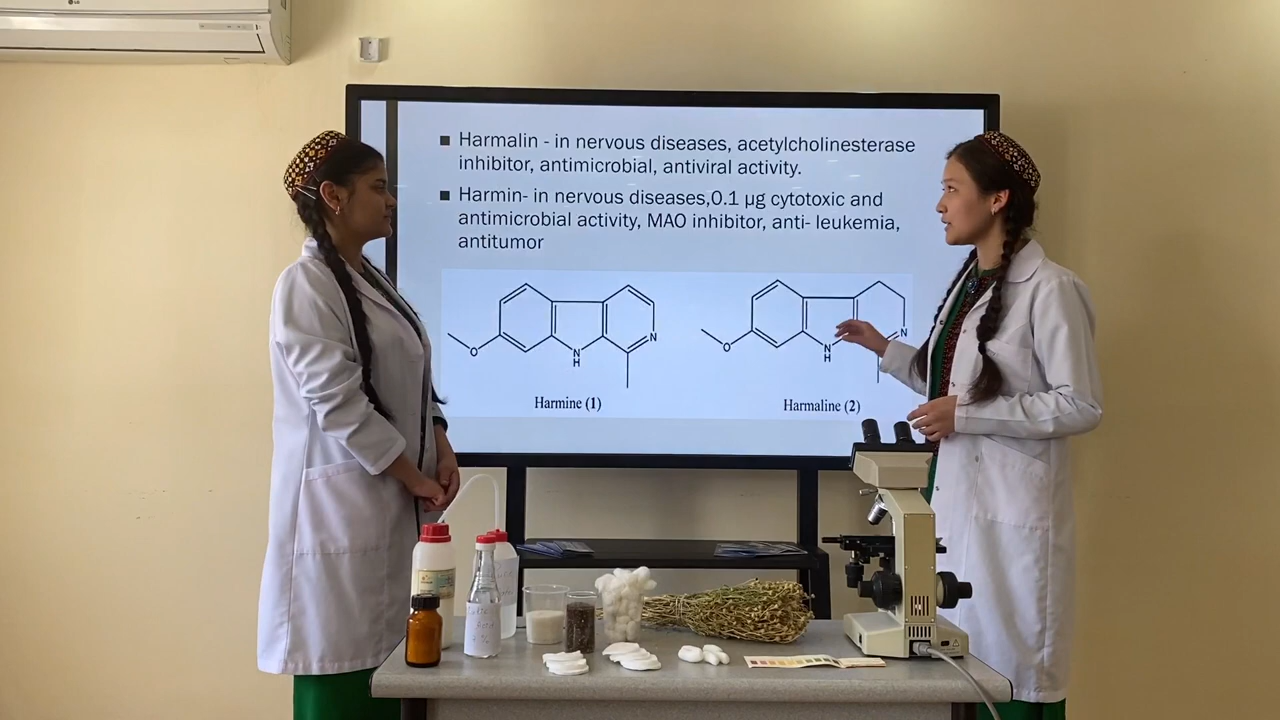 LG
■ Harmalin - in nervous diseases, acetylcholinesterase
inhibitor, antimicrobial, antiviral activity.
■ Harmin- in nervous diseases,0.1 µg cytotoxic and
antimicrobial activity, MAO inhibitor, anti- leukemia,
antitumor
O
N
H
N
Harmine (1)
O
N
H
N
Harmaline (2)